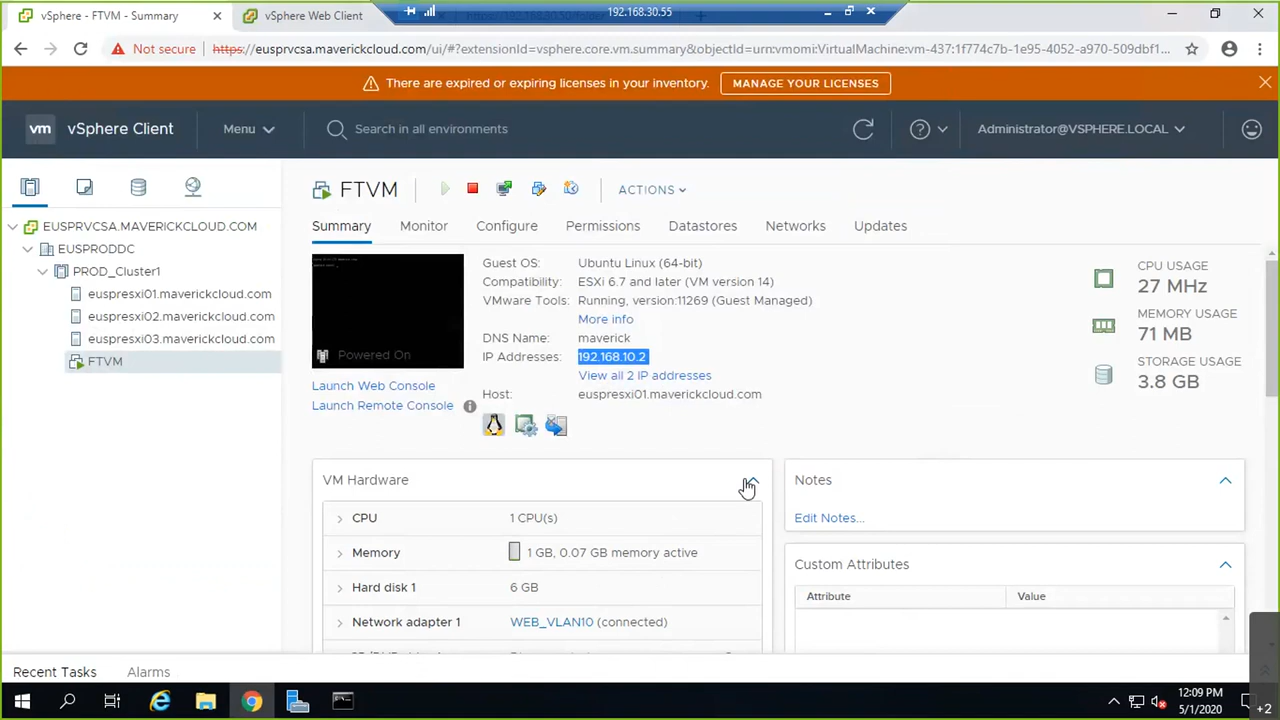 vSphere - FTVM - Summary
vSphere Web Client
192.168.30.55
Not secure
https://eusprvcsa.maverickcloud.com/ui/#?extensionId=vsphere.core.vm.summary&objectId=urn:vmomi:VirtualMachine:vm-437:1f774c7b-1e95-4052-a970-509dbf1...
There are expired or expiring licenses in your inventory.
MANAGE YOUR LICENSES
vm
vSphere Client
Menu
Search in all environments
Administrator@VSPHERE.LOCAL
EUSPRVCSA.MAVERICKCLOUD.COM
EUSPRODDC
PROD_Cluster1
euspresxi01.maverickcloud.com
euspresxi02.maverickcloud.com
euspresxi03.maverickcloud.com
FTVM
FTVM
ACTIONS
Summary
Monitor
Configure
Permissions
Datastores
Networks
Updates
Powered On
Launch Web Console
Launch Remote Console
Guest OS: Ubuntu Linux (64-bit)
Compatibility: ESXi 6.7 and later (VM version 14)
VMware Tools: Running, version:11269 (Guest Managed)
More info
DNS Name: maverick
IP Addresses: 192.168.10.2
View all 2 IP addresses
Host: euspresxi01.maverickcloud.com
CPU USAGE
27 MHz
MEMORY USAGE
71 MB
STORAGE USAGE
3.8 GB
VM Hardware
CPU 1 CPU(s)
Memory 1 GB, 0.07 GB memory active
Hard disk 1 6 GB
Network adapter 1 WEB_VLAN10 (connected)
Notes
Edit Notes...
Custom Attributes
Attribute
Value
Recent Tasks
Alarms
12:09 PM
5/1/2020
+2